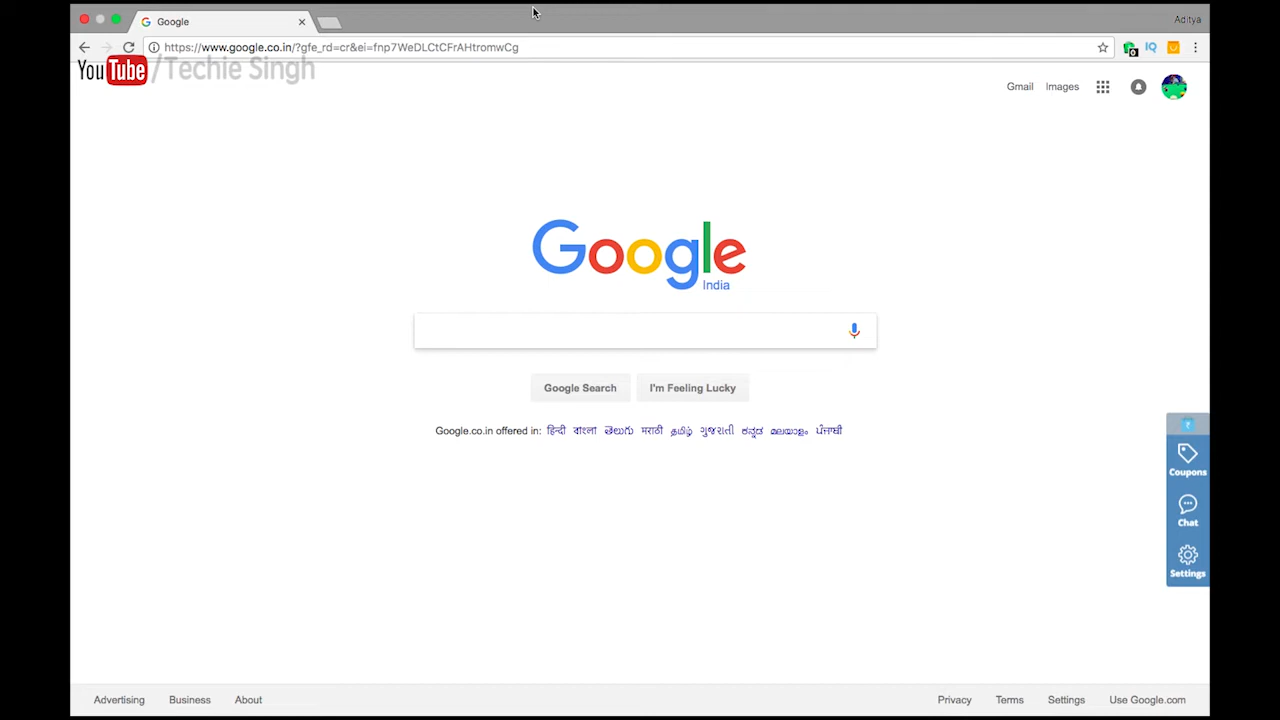 Google
Aditya
https://www.google.co.in/?gfe_rd=cr&ei=fnp7WeDLCtCFrAHtromwCg
IQ
YouTube /Techie Singh
Gmail Images
Google
India
Google Search I'm Feeling Lucky
Google.co.in offered in: हिन्दी বাংলা తెలుగు मराठी தமிழ் ગુજરાતી ಕನ್ನಡ മലയാളം ਪੰਜਾਬੀ
₹
Coupons
Chat
Settings
Advertising Business About Privacy Terms Settings Use Google.com